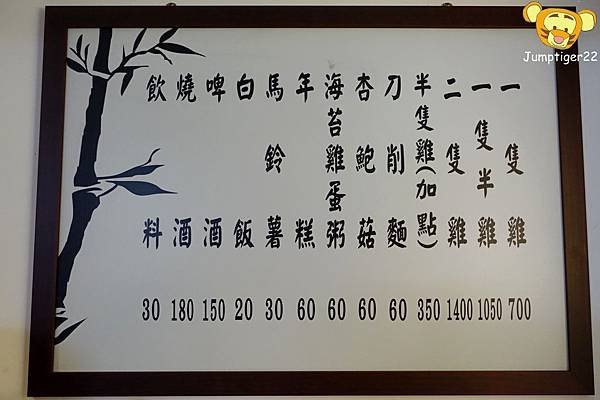 一隻雞 700
一隻半雞 1050
二隻雞 1400
半隻雞(加點) 350
刀削麵 60
杏鮑菇 60
海苔雞蛋粥 60
年糕 60
馬鈴薯 30
白飯 20
啤酒 150
燒酒 180
飲料 30
Jumptiger22